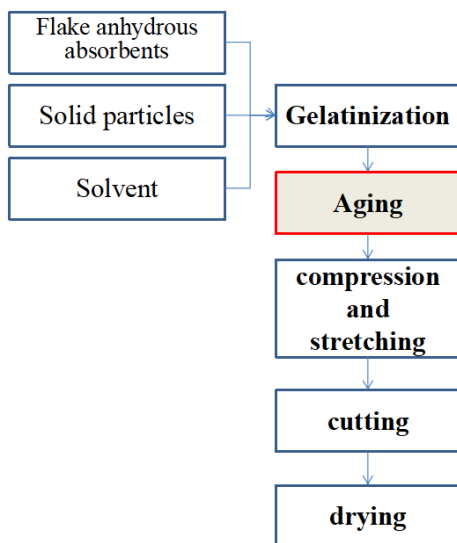 Flake anhydrous
absorbents
Solid particles
Solvent
Gelatinization
Aging
compression
and
stretching
cutting
drying